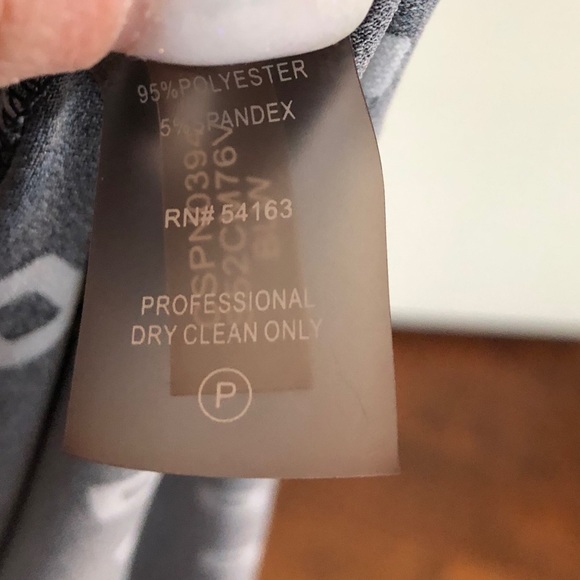 95%POLYESTER
5%SPANDEX
RN# 54163
PROFESSIONAL
DRY CLEAN ONLY
P